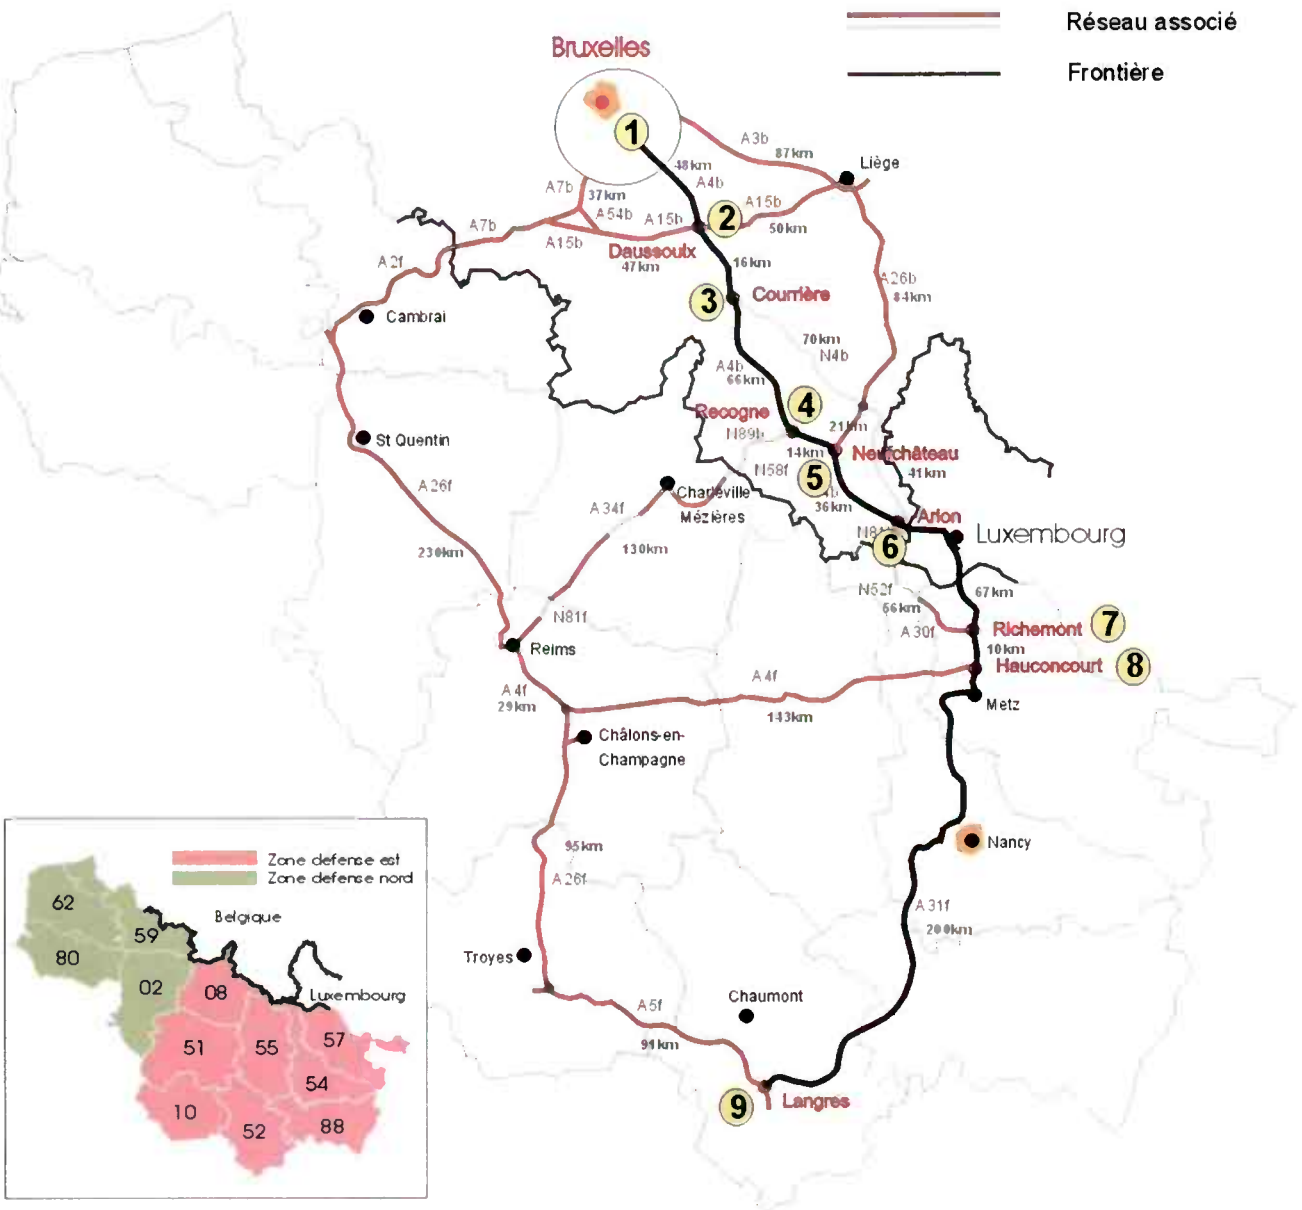 Réseau associé
Frontière
Bruxelles
1
A3b
87km
Liège
48km
A4b
A7b
37km
A54b
A15b
2
A15b
50km
A7b
A15b
Daussoulx
47km
16km
A2f
3
Courrière
A26b
84km
Cambrai
70km
N4b
A4b
66km
4
Recogne
N89b
21km
St Quentin
14km
Neufchâteau
41km
5
N58f
36km
A26f
Charleville
Mézières
A34f
130km
Arlon
Luxembourg
6
230km
N52f
66km
67km
A30f
N81f
Richemont
7
10km
Reims
Hauconcourt
8
A4f
29km
A4f
143km
Metz
Châlons-en-
Champagne
95km
A26f
Nancy
A31f
200km
Troyes
Chaumont
A5f
91km
9
Langres
Zone defense est
Zone defense nord
62
59
Belgique
80
02
08
Luxembourg
51
55
57
54
10
52
88